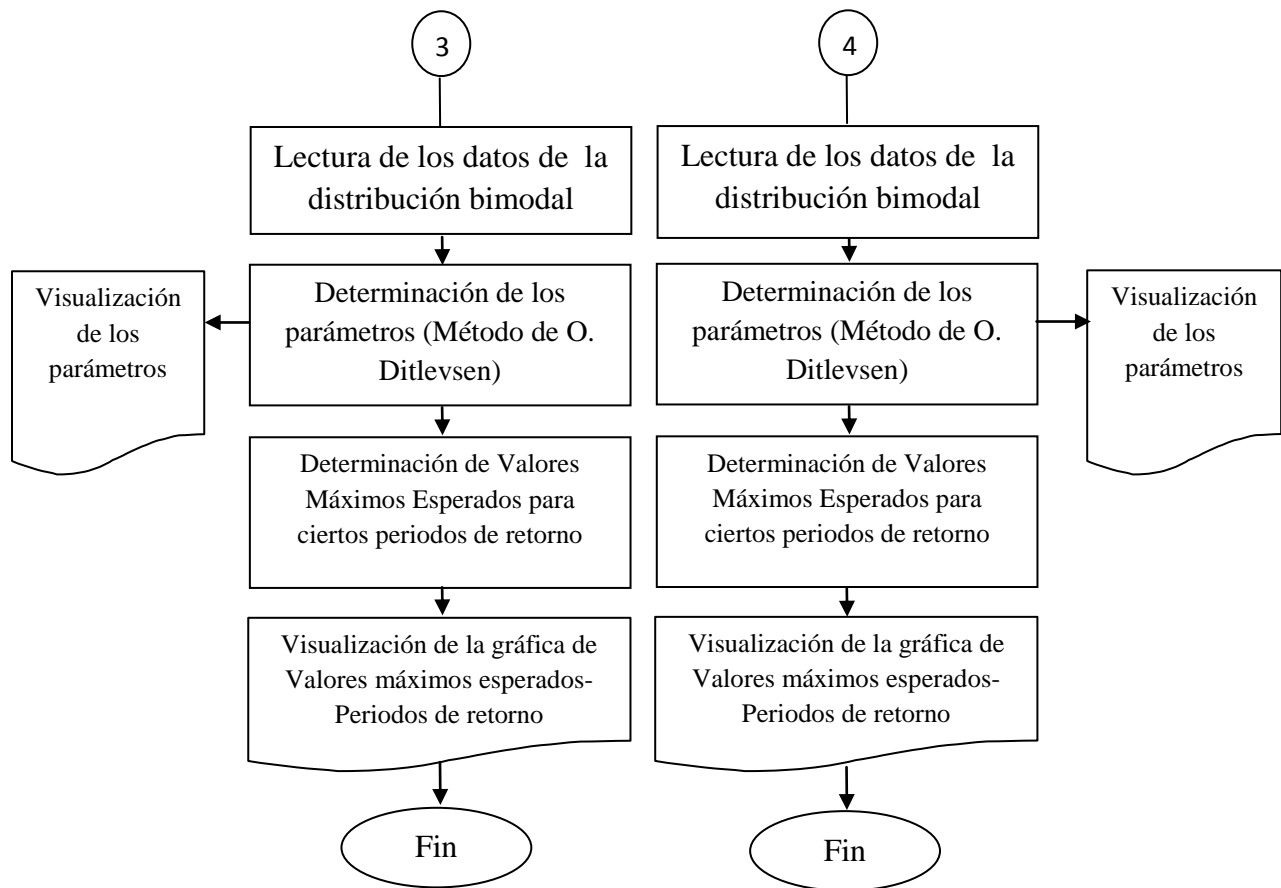 3
Lectura de los datos de la
distribución bimodal
Determinación de los
parámetros (Método de O.
Ditlevsen)
Visualización
de los
parámetros
Determinación de Valores
Máximos Esperados para
ciertos periodos de retorno
Visualización de la gráfica de
Valores máximos esperados-
Periodos de retorno
Fin
4
Lectura de los datos de la
distribución bimodal
Determinación de los
parámetros (Método de O.
Ditlevsen)
Visualización
de los
parámetros
Determinación de Valores
Máximos Esperados para
ciertos periodos de retorno
Visualización de la gráfica de
Valores máximos esperados-
Periodos de retorno
Fin